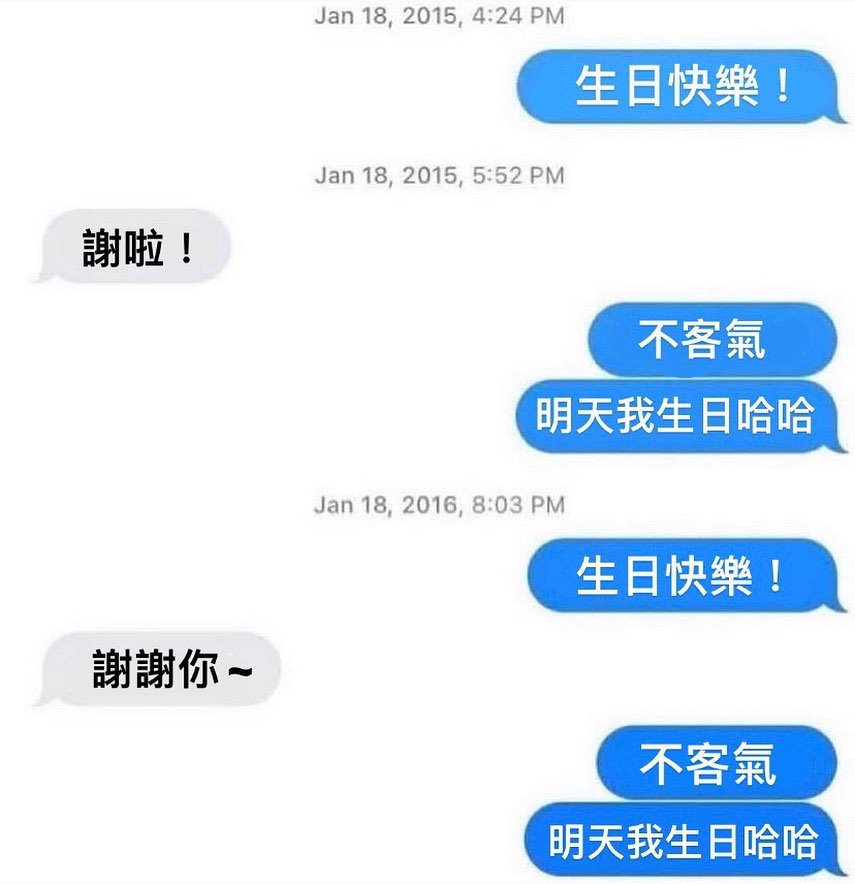 Jan 18, 2015, 4:24 PM
生日快樂！
Jan 18, 2015, 5:52 PM
謝啦！
不客氣
明天我生日哈哈
Jan 18, 2016, 8:03 PM
生日快樂！
謝謝你~
不客氣
明天我生日哈哈